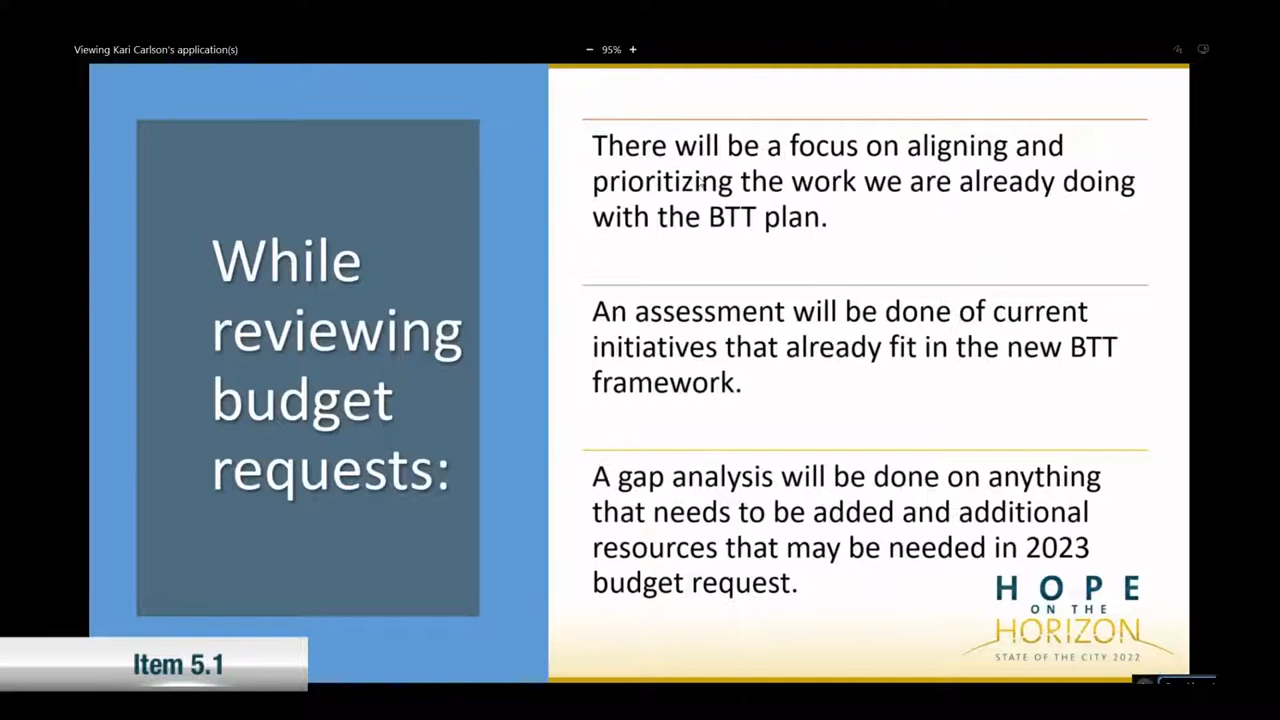 Viewing Kari Carlson's application(s)
− 95% +
While
reviewing
budget
requests:
There will be a focus on aligning and
prioritizing the work we are already doing
with the BTT plan.
An assessment will be done of current
initiatives that already fit in the new BTT
framework.
A gap analysis will be done on anything
that needs to be added and additional
resources that may be needed in 2023
budget request.
HOPE
ON THE
HORIZON
STATE OF THE CITY 2022
Item 5.1